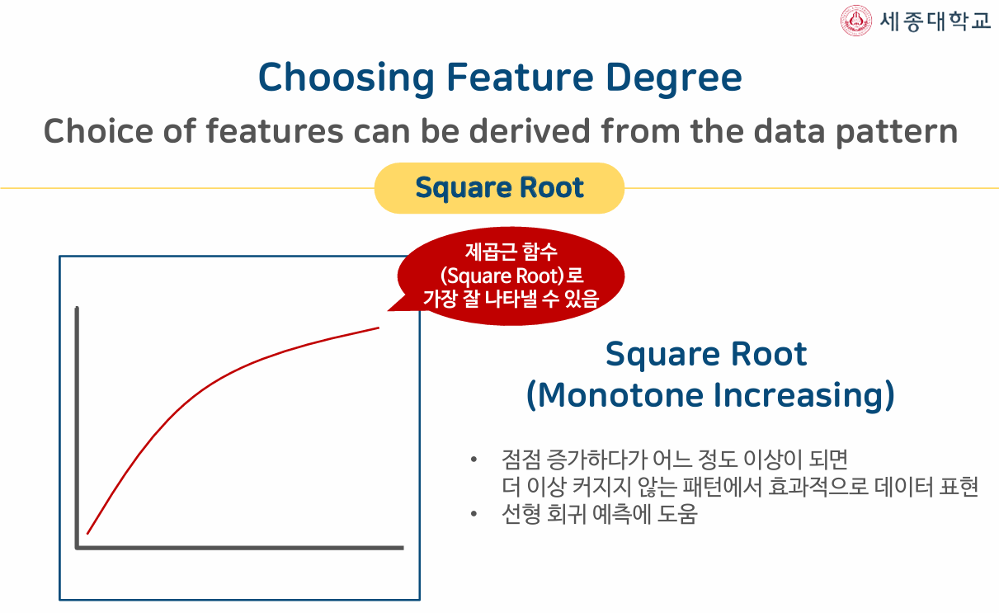 세종대학교
Choosing Feature Degree
Choice of features can be derived from the data pattern
Square Root
제곱근 함수
(Square Root)로
가장 잘 나타낼 수 있음
Square Root
(Monotone Increasing)
• 점점 증가하다가 어느 정도 이상이 되면
더 이상 커지지 않는 패턴에서 효과적으로 데이터 표현
• 선형 회귀 예측에 도움